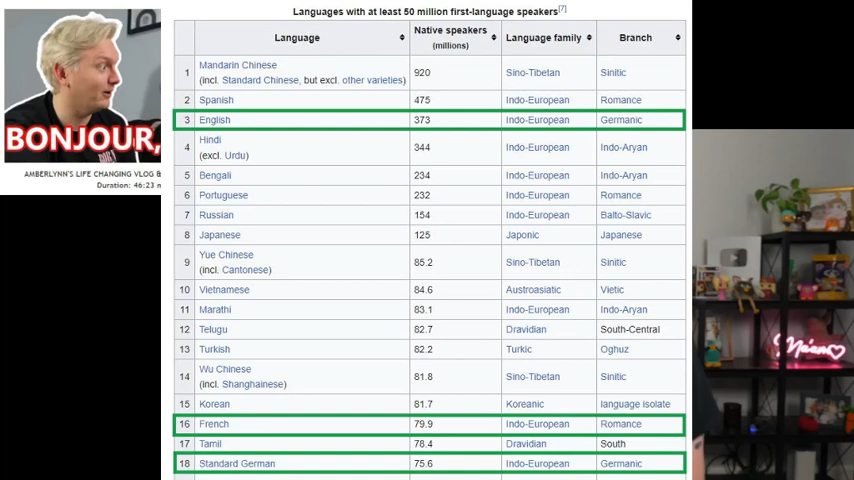 Languages with at least 50 million first-language speakers[7]
Language Native speakers (millions) Language family Branch
1 Mandarin Chinese (incl. Standard Chinese, but excl. other varieties) 920 Sino-Tibetan Sinitic
2 Spanish 475 Indo-European Romance
3 English 373 Indo-European Germanic
4 Hindi (excl. Urdu) 344 Indo-European Indo-Aryan
5 Bengali 234 Indo-European Indo-Aryan
6 Portuguese 232 Indo-European Romance
7 Russian 154 Indo-European Balto-Slavic
8 Japanese 125 Japonic Japanese
9 Yue Chinese (incl. Cantonese) 85.2 Sino-Tibetan Sinitic
10 Vietnamese 84.6 Austroasiatic Vietic
11 Marathi 83.1 Indo-European Indo-Aryan
12 Telugu 82.7 Dravidian South-Central
13 Turkish 82.2 Turkic Oghuz
14 Wu Chinese (incl. Shanghainese) 81.8 Sino-Tibetan Sinitic
15 Korean 81.7 Koreanic language isolate
16 French 79.9 Indo-European Romance
17 Tamil 78.4 Dravidian South
18 Standard German 75.6 Indo-European Germanic
BONJOUR,
AMBERLYNN'S LIFE CHANGING VLOG &
Duration: 46:23 m